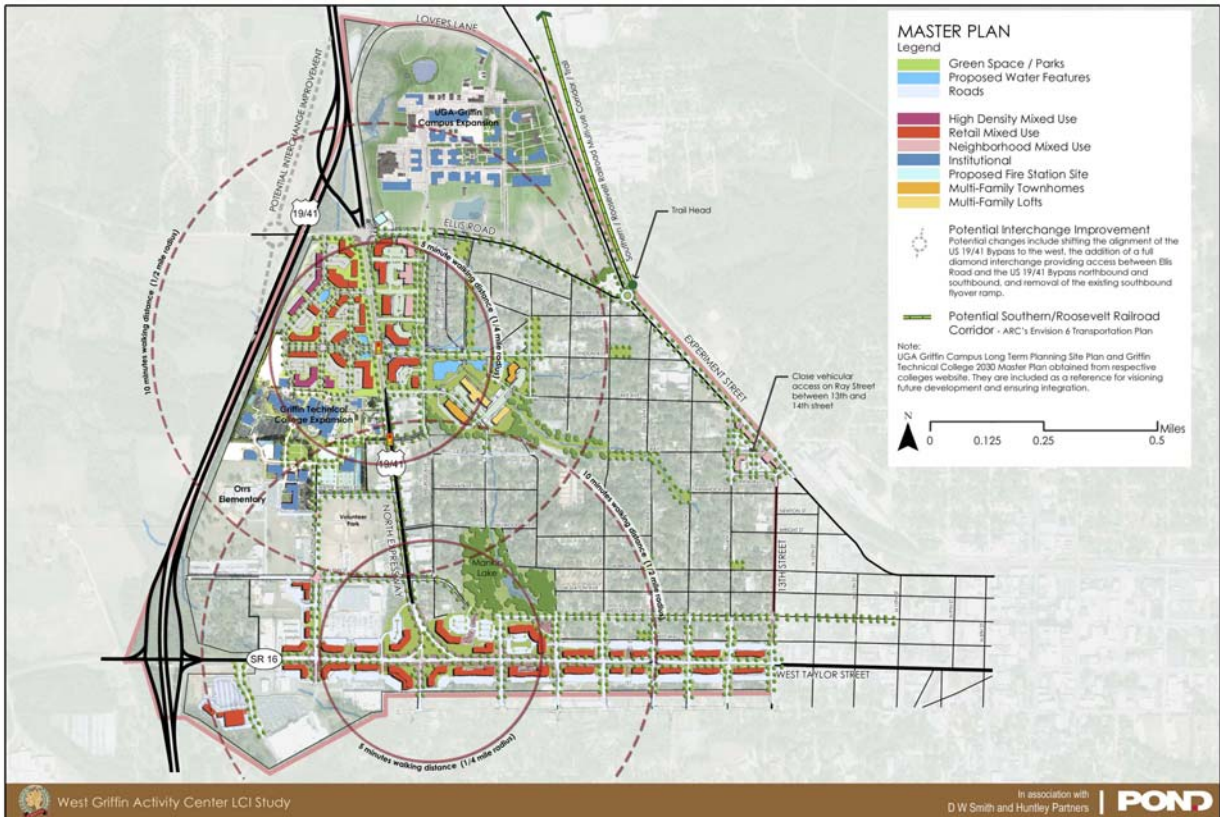 MASTER PLAN
Legend
Green Space / Parks
Proposed Water Features
Roads
High Density Mixed Use
Retail Mixed Use
Neighborhood Mixed Use
Institutional
Proposed Fire Station Site
Multi-Family Townhomes
Multi-Family Lofts
Potential Interchange Improvement
Potential changes include shifting the alignment of the
US 19/41 Bypass to the west, the addition of a full
diamond interchange providing access between Ellis
Road and the US 19/41 Bypass northbound and
southbound, and removal of the existing southbound
flyover ramp.
Potential Southern/Roosevelt Railroad
Corridor - ARC's Envision 6 Transportation Plan
Note:
UGA Griffin Campus Long Term Planning Site Plan and Griffin
Technical College 2030 Master Plan obtained from respective
colleges website. They are included as a reference for visioning
future development and ensuring integration.
N
0 0.125 0.25 0.5
Miles
LOVERS LANE
POTENTIAL INTERCHANGE IMPROVEMENT
UGA-Griffin
Campus Expansion
Southern / Roosevelt Railroad Multi-use Corridor / Trail
19/41
Trail Head
ELLIS ROAD
5 minute walking distance (1/4 mile radius)
10 minutes walking distance (1/2 mile radius)
EXPERIMENT STREET
Close vehicular
access on Ray Street
between 13th and
14th street
Griffin Technical
College Expansion
19/41
Orrs
Elementary
Volunteer
Park
NORTH EXPRESSWAY
10 minutes walking distance (1/2 mile radius)
Lake
13TH STREET
SR 16
WEST TAYLOR STREET
5 minutes walking distance (1/4 mile radius)
West Griffin Activity Center LCI Study
In association with
D W Smith and Huntley Partners
POND